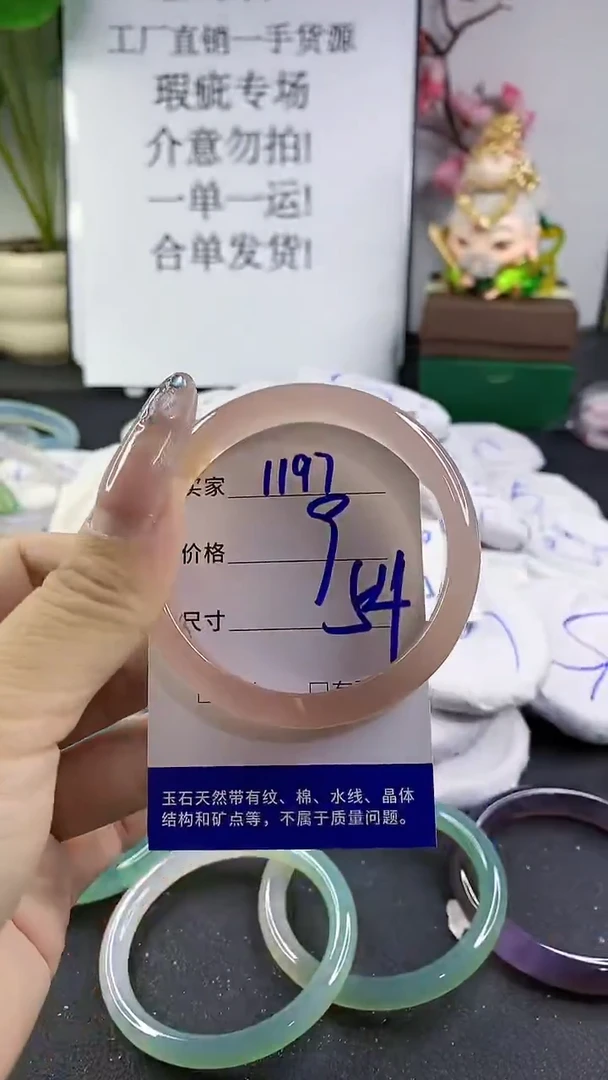 工厂直销一手货源
瑕疵专场
介意勿拍!
一单一运!
合单发货!
买家 1197
价格 9
尺寸 54
玉石天然带有纹、棉、水线、晶体
结构和矿点等，不属于质量问题。